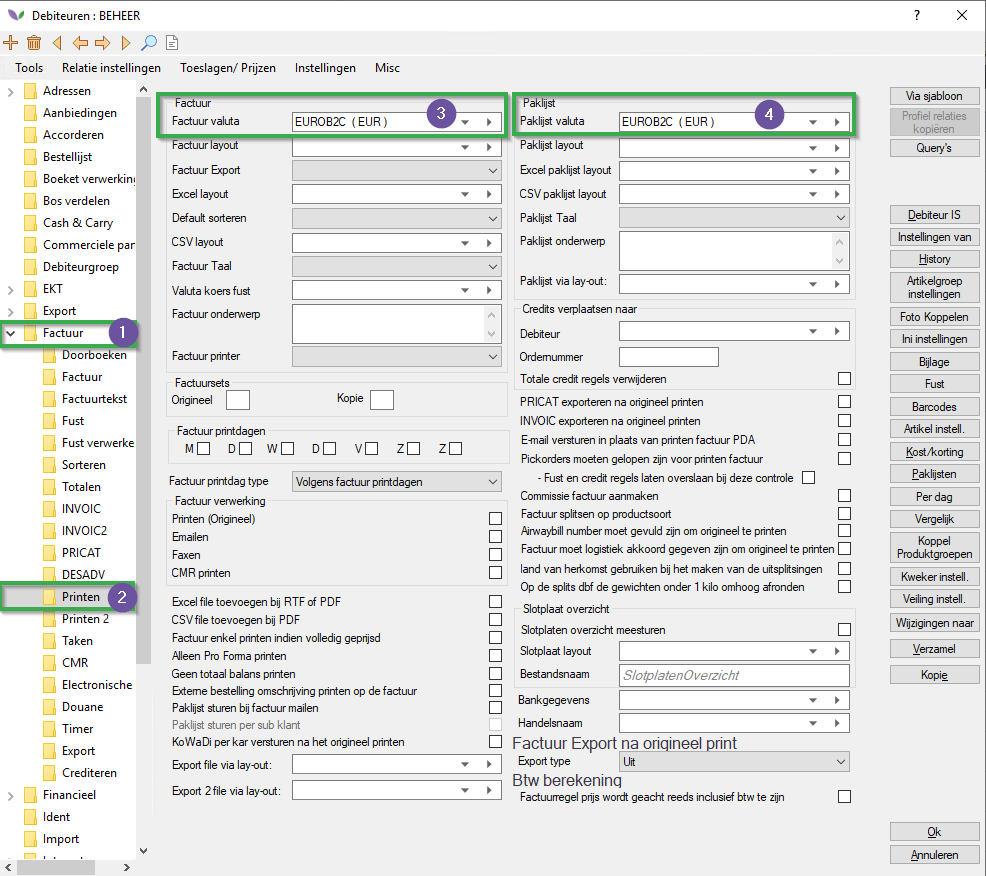 Debiteuren : BEHEER
?
Tools Relatie instellingen Toeslagen/ Prijzen Instellingen Misc
Adressen
Aanbiedingen
Accorderen
Bestellijst
Boeket verwerking
Bos verdelen
Cash & Carry
Commerciele par
Debiteurgroep
EKT
Export
Factuur 1
Doorboeken
Factuur
Factuurtekst
Fust
Fust verwerke
Sorteren
Totalen
INVOIC
INVOIC2
PRICAT
DESADV
Printen 2
Printen 2
Taken
CMR
Electronische
Douane
Timer
Export
Crediteren
Financieel
Ident
Import
Factuur
Factuur valuta EUROB2C ( EUR ) 3
Factuur layout
Factuur Export
Excel layout
Default sorteren
CSV layout
Factuur Taal
Valuta koers fust
Factuur onderwerp
Factuur printer
Factuursets
Origineel Kopie
Factuur printdagen
M D W D V Z Z
Factuur printdag type Volgens factuur printdagen
Factuur verwerking
Printen (Origineel)
Emailen
Faxen
CMR printen
Excel file toevoegen bij RTF of PDF
CSV file toevoegen bij PDF
Factuur enkel printen indien volledig geprijsd
Alleen Pro Forma printen
Geen totaal balans printen
Externe bestelling omschrijving printen op de factuur
Paklijst sturen bij factuur mailen
Paklijst sturen per sub klant
KoWaDi per kar versturen na het origineel printen
Export file via lay-out:
Export 2 file via lay-out:
Paklijst
Paklijst valuta EUROB2C ( EUR ) 4
Paklijst layout
Excel paklijst layout
CSV paklijst layout
Paklijst Taal
Paklijst onderwerp
Paklijst via lay-out:
Credits verplaatsen naar
Debiteur
Ordernummer
Totale credit regels verwijderen
PRICAT exporteren na origineel printen
INVOIC exporteren na origineel printen
E-mail versturen in plaats van printen factuur PDA
Pickorders moeten gelopen zijn voor printen factuur
- Fust en credit regels laten overslaan bij deze controle
Commissie factuur aanmaken
Factuur splitsen op productsoort
Airwaybill number moet gevuld zijn om origineel te printen
Factuur moet logistiek akkoord gegeven zijn om origineel te printen
land van herkomst gebruiken bij het maken van de uitsplitsingen
Op de splits dbf de gewichten onder 1 kilo omhoog afronden
Slotplaat overzicht
Slotplaten overzicht meesturen
Slotplaat layout
Bestandsnaam SlotplatenOverzicht
Bankgegevens
Handelsnaam
Factuur Export na origineel print
Export type Uit
Btw berekening
Factuurregel prijs wordt geacht reeds inclusief btw te zijn
Via sjabloon
Profiel relaties
kopiëren
Query's
Debiteur IS
Instellingen van
History
Artikelgroep
instellingen
Foto Koppelen
Ini instellingen
Bijlage
Fust
Barcodes
Artikel instell.
Kost/korting
Paklijsten
Per dag
Vergelijk
Koppel
Produktgroepen
Kweker instell.
Veiling instell.
Wijzigingen naar
Verzamel
Kopie
Ok
Annuleren